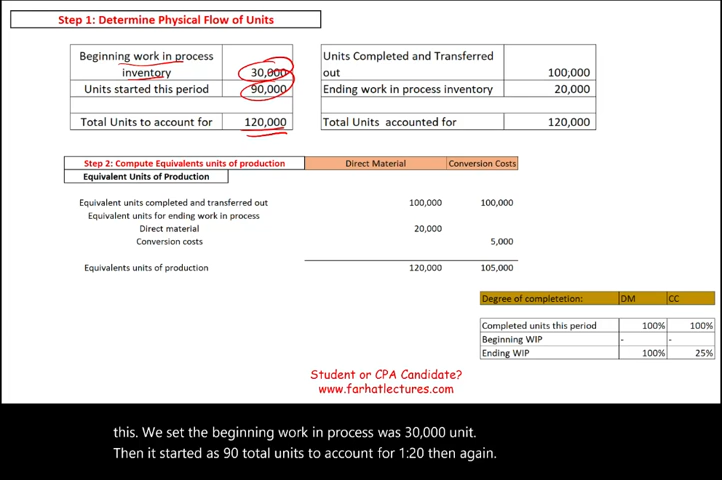 Step 1: Determine Physical Flow of Units
Beginning work in process
inventory 30,000
Units started this period 90,000
Total Units to account for 120,000
Units Completed and Transferred
out 100,000
Ending work in process inventory 20,000
Total Units accounted for 120,000
Step 2: Compute Equivalents units of production Direct Material Conversion Costs
Equivalent Units of Production
Equivalent units completed and transferred out 100,000 100,000
Equivalent units for ending work in process
Direct material 20,000
Conversion costs 5,000
Equivalents units of production 120,000 105,000
Degree of completetion: DM CC
Completed units this period 100% 100%
Beginning WIP - -
Ending WIP 100% 25%
Student or CPA Candidate?
www.farhatlectures.com
this. We set the beginning work in process was 30,000 unit.
Then it started as 90 total units to account for 1:20 then again.